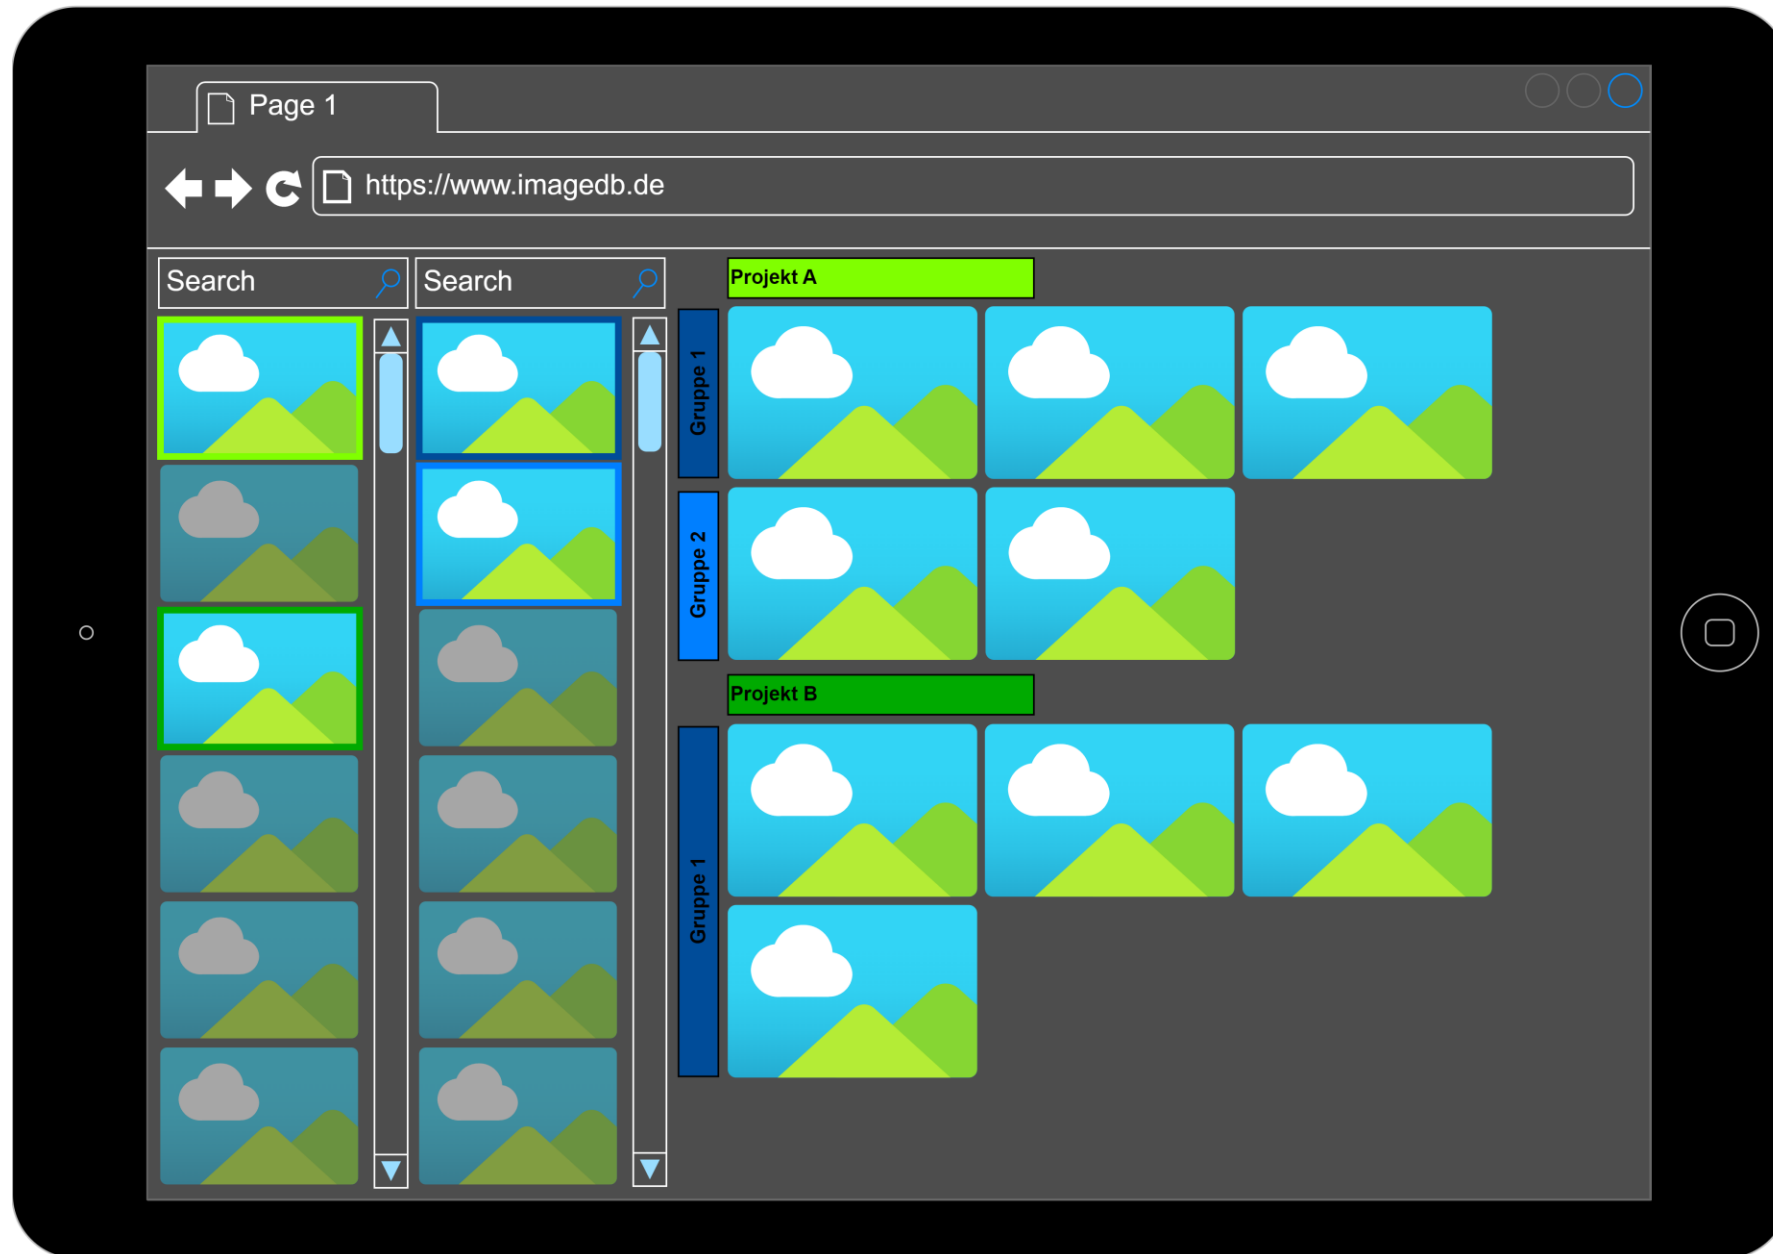 Page 1
https://www.imagedb.de
Search
Search
Projekt A
Gruppe 1
Gruppe 2
Projekt B
Gruppe 1